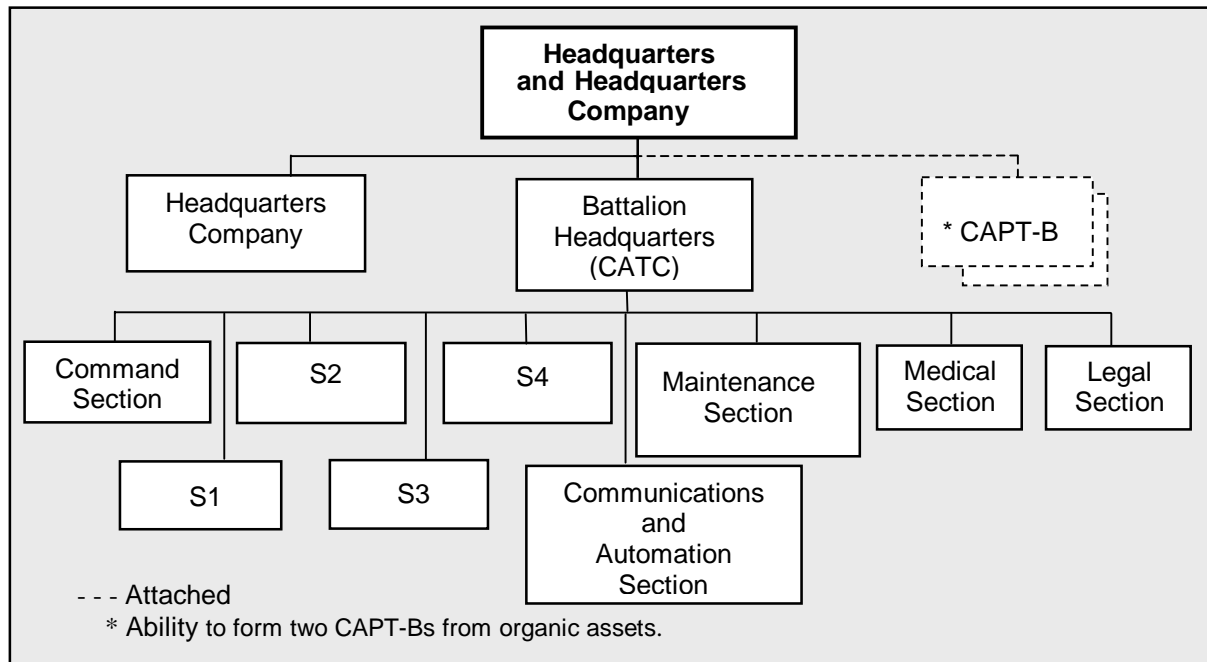 Headquarters
and Headquarters
Company
Headquarters
Company
Battalion
Headquarters
(CATC)
* CAPT-B
Command
Section
S2
S4
Maintenance
Section
Medical
Section
Legal
Section
S1
S3
Communications
and
Automation
Section
- - - Attached
* Ability to form two CAPT-Bs from organic assets.